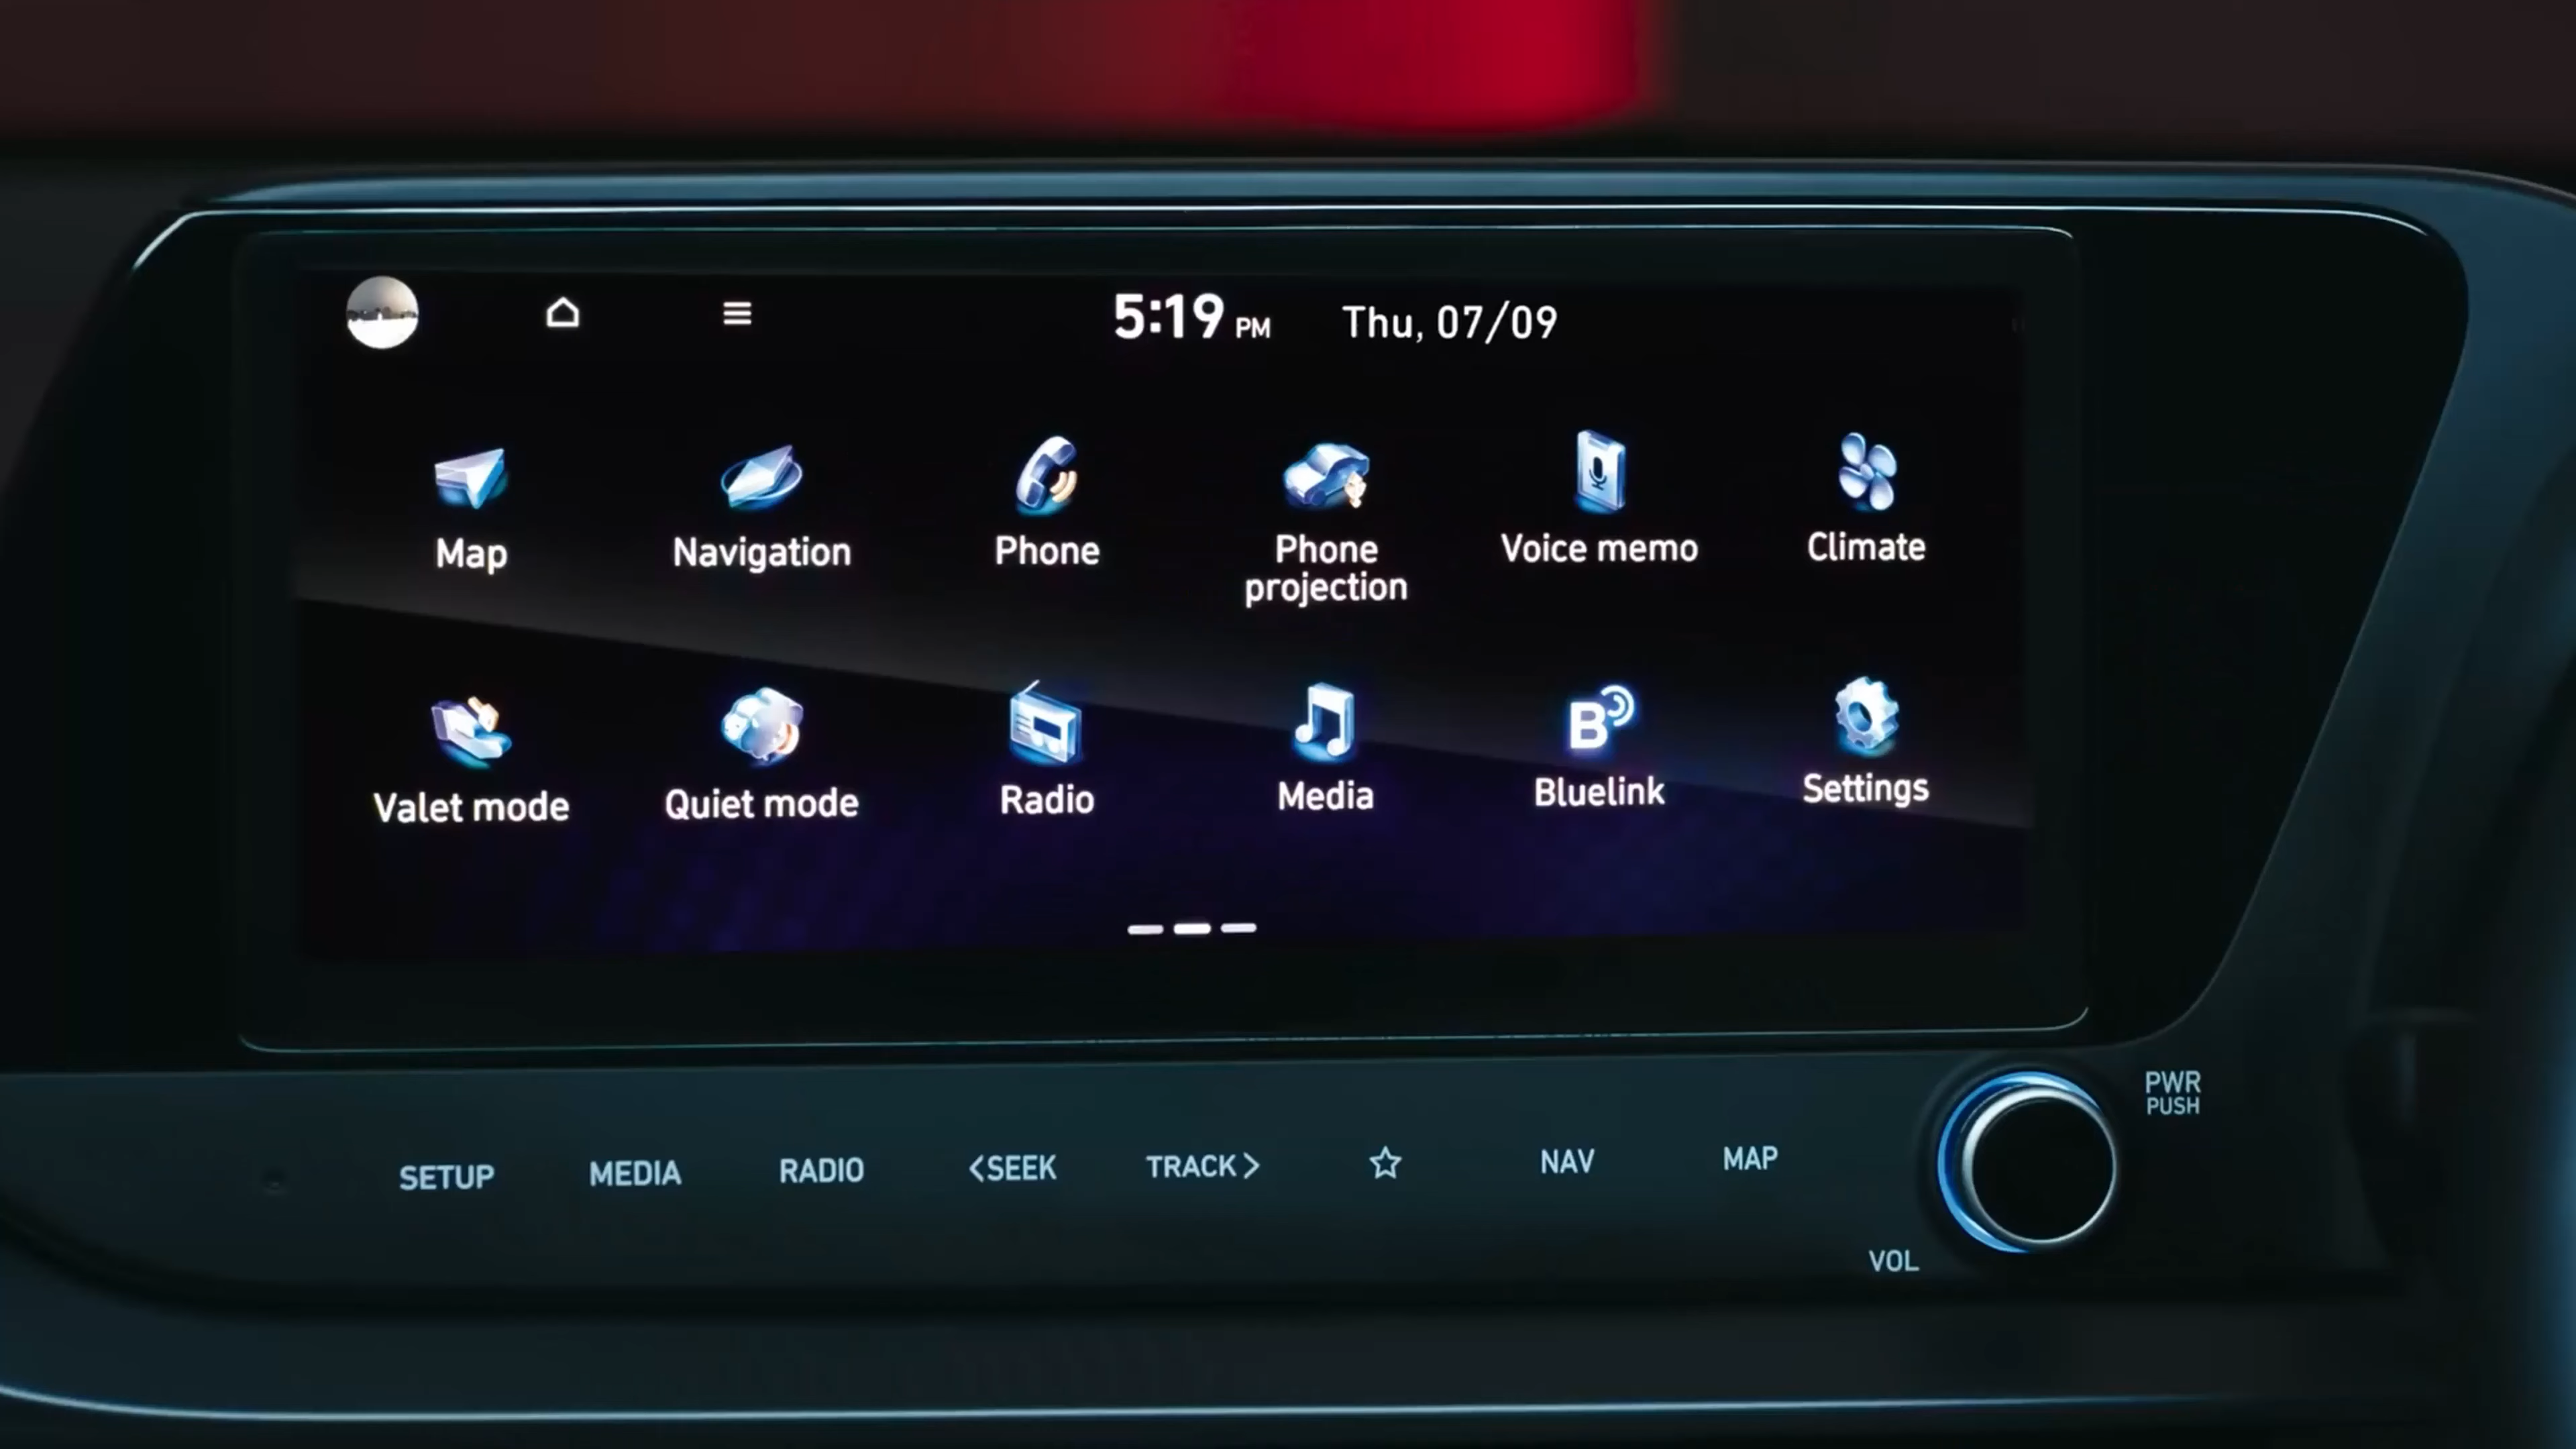 5:19 PM Thu, 07/09
Map Navigation Phone Phone projection Voice memo Climate
Valet mode Quiet mode Radio Media Bluelink Settings
PWR
PUSH
SETUP MEDIA RADIO <SEEK TRACK> ☆ NAV MAP
VOL